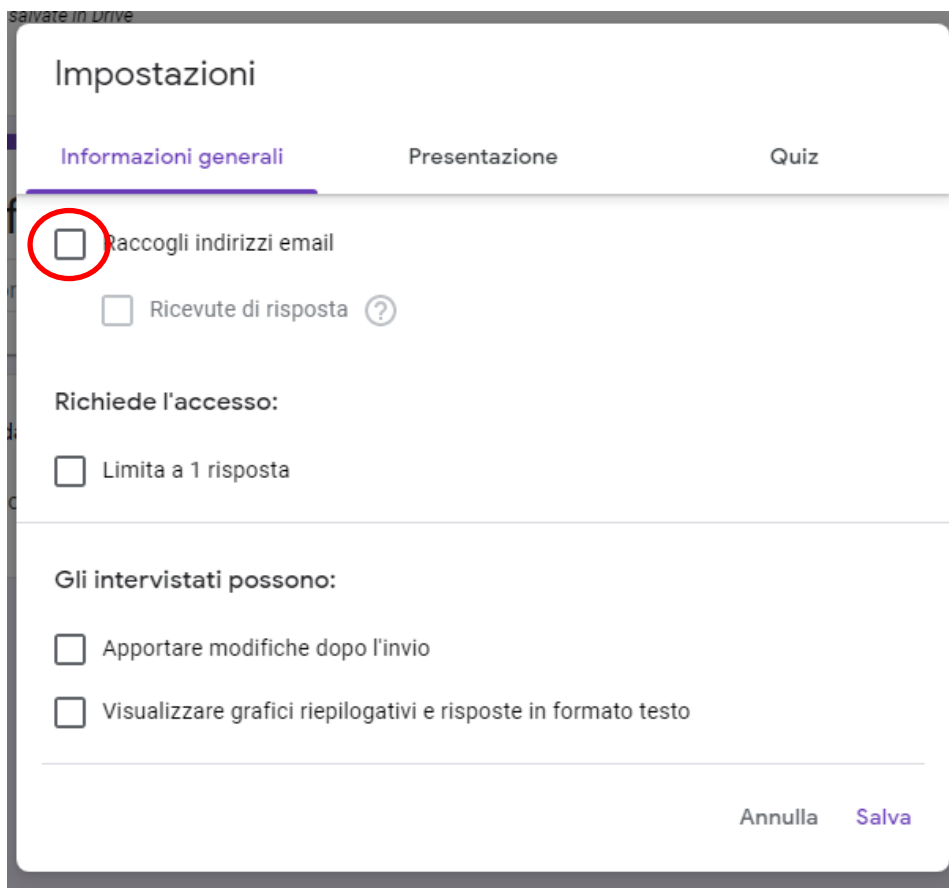 salvate in Drive
Impostazioni
Informazioni generali Presentazione Quiz
Raccogli indirizzi email
Ricevute di risposta ?
Richiede l'accesso:
Limita a 1 risposta
Gli intervistati possono:
Apportare modifiche dopo l'invio
Visualizzare grafici riepilogativi e risposte in formato testo
Annulla Salva